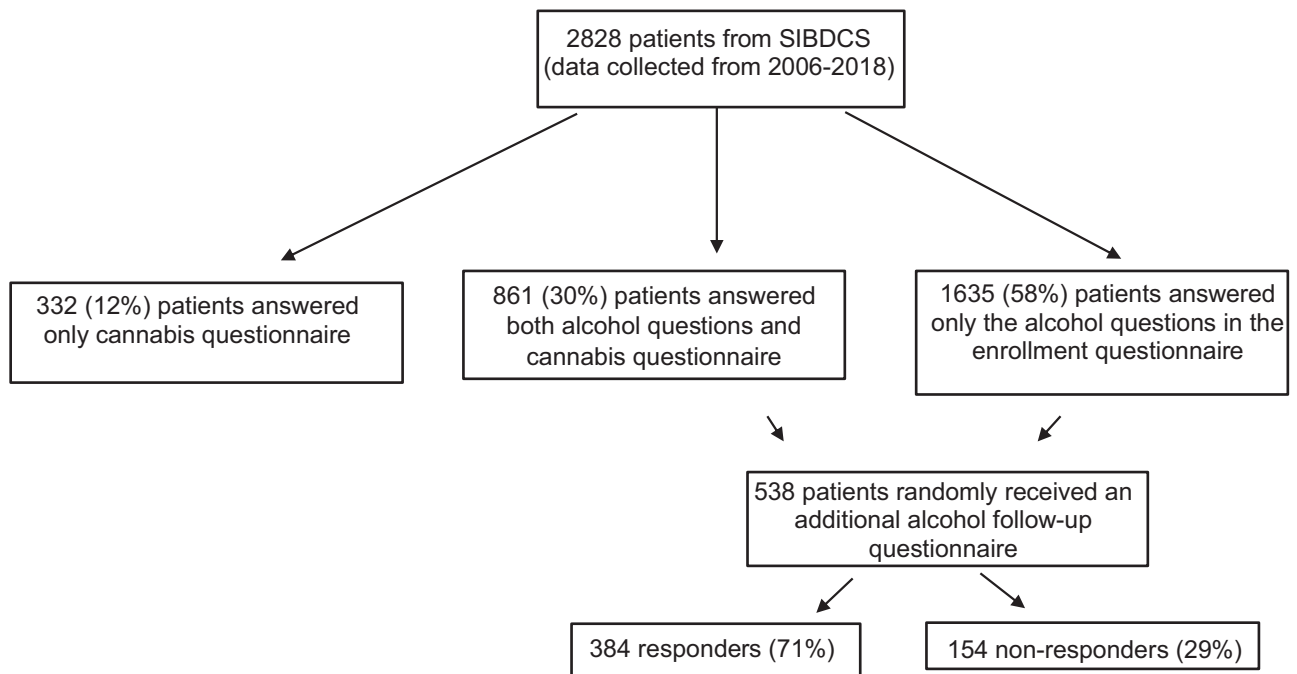 2828 patients from SIBDCS
(data collected from 2006-2018)
332 (12%) patients answered
only cannabis questionnaire
861 (30%) patients answered
both alcohol questions and
cannabis questionnaire
1635 (58%) patients answered
only the alcohol questions in the
enrollment questionnaire
538 patients randomly received an
additional alcohol follow-up
questionnaire
384 responders (71%)
154 non-responders (29%)